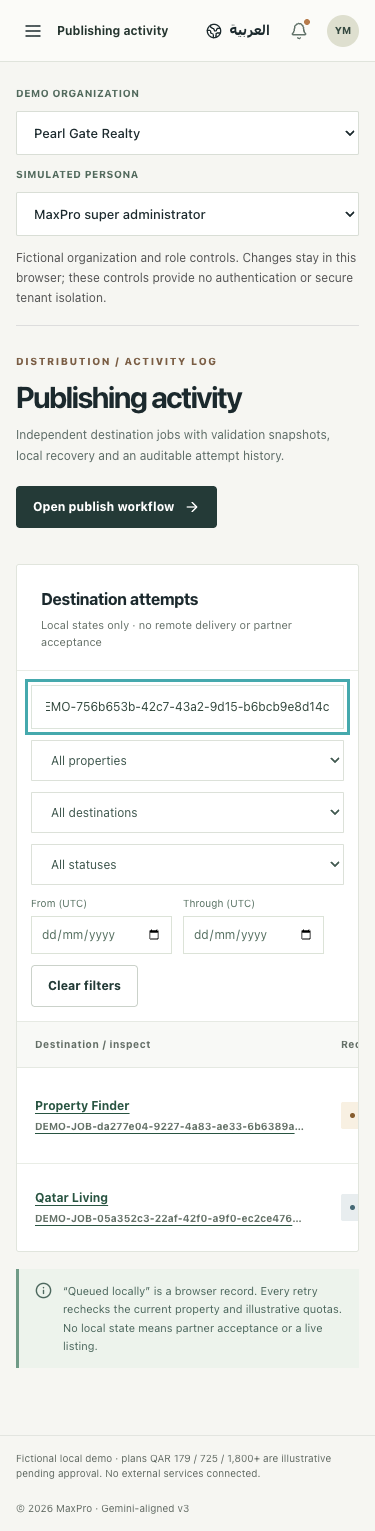 Publishing activity
العربية
YM
DEMO ORGANIZATION
Pearl Gate Realty
SIMULATED PERSONA
MaxPro super administrator
Fictional organization and role controls. Changes stay in this
browser; these controls provide no authentication or secure
tenant isolation.
DISTRIBUTION / ACTIVITY LOG
Publishing activity
Independent destination jobs with validation snapshots,
local recovery and an auditable attempt history.
Open publish workflow
Destination attempts
Local states only · no remote delivery or partner
acceptance
EMO-756b653b-42c7-43a2-9d15-b6bcb9e8d14c
All properties
All destinations
All statuses
From (UTC)
Through (UTC)
dd/mm/yyyy
dd/mm/yyyy
Clear filters
Destination / inspect
Rec
Property Finder
DEMO-JOB-da277e04-9227-4a83-ae33-6b6389a...
Qatar Living
DEMO-JOB-05a352c3-22af-42f0-a9f0-ec2ce476...
“Queued locally” is a browser record. Every retry
rechecks the current property and illustrative quotas.
No local state means partner acceptance or a live
listing.
Fictional local demo · plans QAR 179 / 725 / 1,800+ are illustrative
pending approval. No external services connected.
© 2026 MaxPro · Gemini-aligned v3